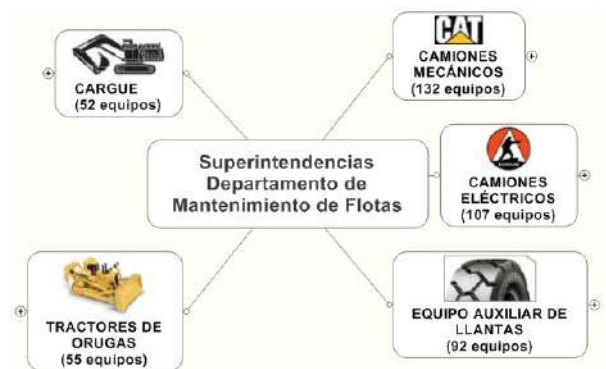 CARGUE
(52 equipos)
CAT
CAMIONES
MECÁNICOS
(132 equipos)
Superintendencias
Departamento de
Mantenimiento de Flotas
CAMIONES
ELÉCTRICOS
(107 equipos)
TRACTORES DE
ORUGAS
(55 equipos)
EQUIPO AUXILIAR DE
LLANTAS
(92 equipos)